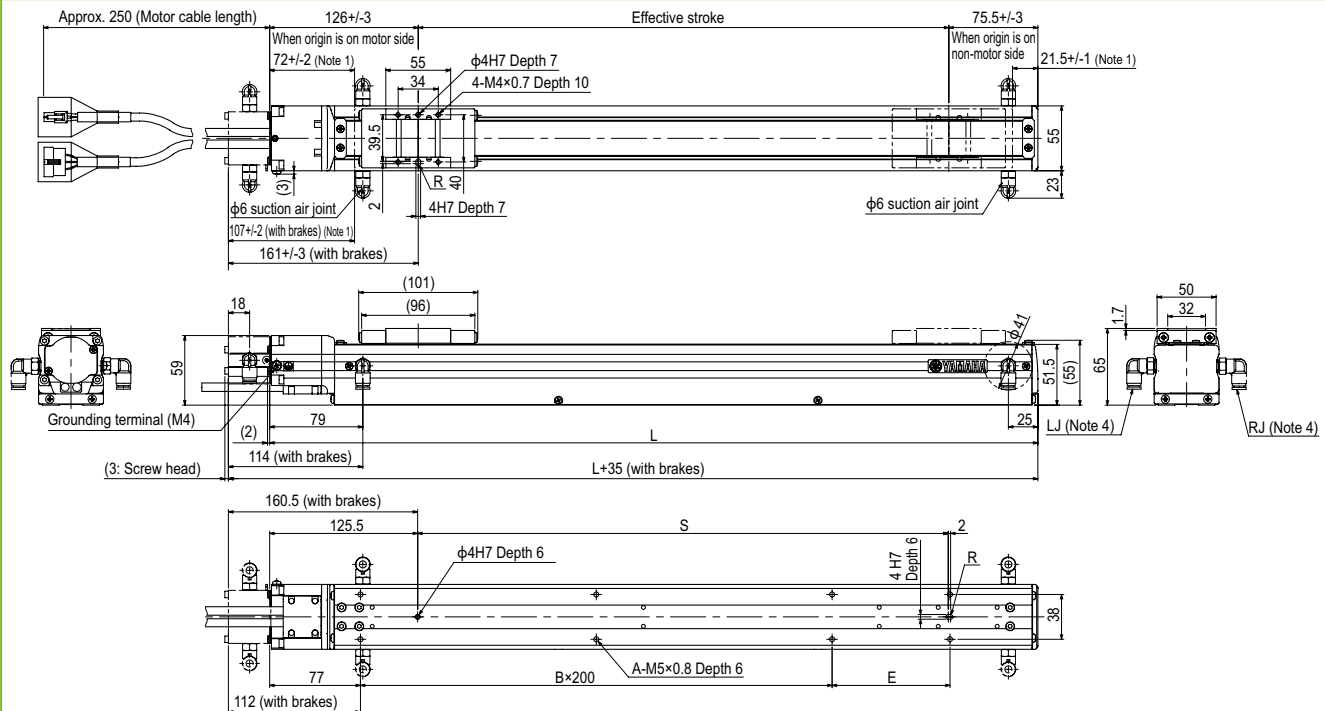 Approx. 250 (Motor cable length)
126+/-3
Effective stroke
75.5+/-3
When origin is on motor side
When origin is on
non-motor side
72+/-2 (Note 1)
55
ϕ4H7 Depth 7
21.5+/-1 (Note 1)
34
4-M4×0.7 Depth 10
39.5
55
(3)
R
40
23
ϕ6 suction air joint
2
4H7 Depth 7
ϕ6 suction air joint
107+/-2 (with brakes) (Note 1)
161+/-3 (with brakes)
(101)
(96)
18
50
32
1.7
ϕ41
59
YAMAHA
51.5
(55)
65
Grounding terminal (M4)
79
25
LJ (Note 4)
RJ (Note 4)
(2)
L
114 (with brakes)
(3: Screw head)
L+35 (with brakes)
160.5 (with brakes)
125.5
S
2
ϕ4H7 Depth 6
4 H7
Depth 6
R
38
A-M5×0.8 Depth 6
77
B×200
E
112 (with brakes)